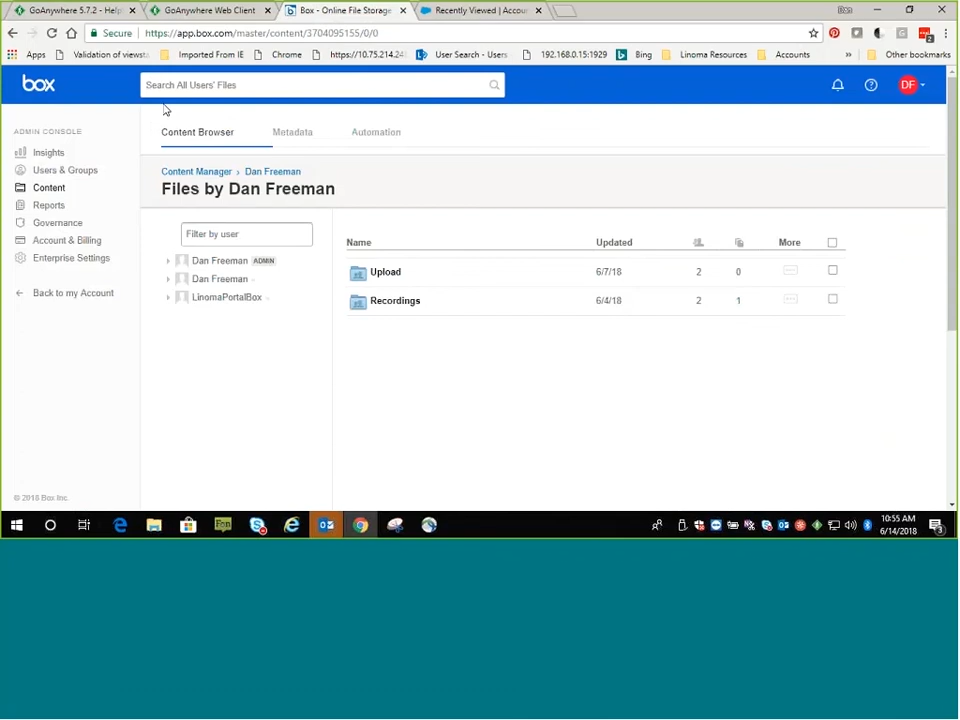 GoAnywhere 5.7.2 - Help
GoAnywhere Web Client
Box - Online File Storage
Recently Viewed | Accou
Secure
https://app.box.com/master/content/3704095155/0/0
Apps
Validation of viewsta
Imported From IE
Chrome
https://10.75.214.24
User Search - Users
192.168.0.15:1929
Bing
Linoma Resources
Accounts
»
Other bookmarks
box
Search All Users' Files
DF
ADMIN CONSOLE
Insights
Users & Groups
Content
Reports
Governance
Account & Billing
Enterprise Settings
Back to my Account
Content Browser
Metadata
Automation
Content Manager › Dan Freeman
Files by Dan Freeman
Filter by user
Dan Freeman ADMIN
Dan Freeman
LinomaPortalBox
Name
Updated
More
Upload
6/7/18
2
0
Recordings
6/4/18
2
1
© 2018 Box Inc.
10:55 AM
6/14/2018
3